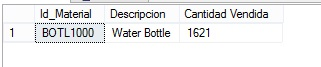 Id_Material Descripcion Cantidad Vendida
1 BOTL1000 Water Bottle 1621